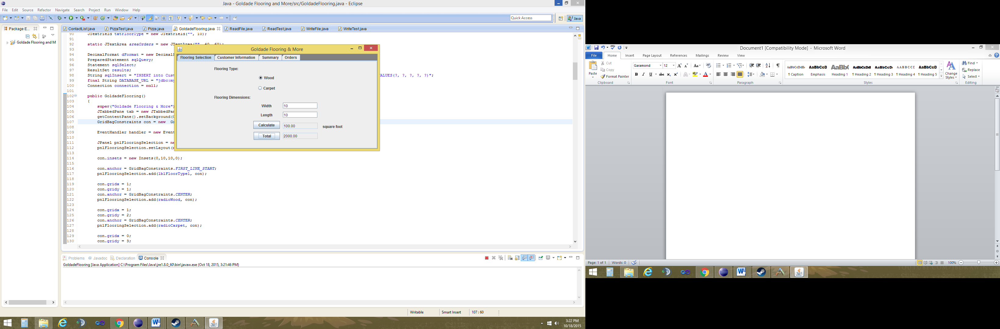 Java - Goldade Flooring and More/src/GoldadeFlooring.java - Eclipse
File Edit Source Refactor Navigate Search Project Run Window Help
Quick Access
Java
Package E...
Goldade Flooring and M
ContactList.java PizzaTest.java Pizza.java GoldadeFlooring.java ReadFile.java ReadTest.java WriteFile.java WriteTest.java
90 JTextField txtFloorType = new JTextField("", 10);
91
92 static JTextArea areaOrders = new JTextArea("", 40, 60);
93
94 DecimalFormat dFormat = new Decimal
95 PreparedStatement sqlQuery;
96 Statement sqlSelect;
97 ResultSet results;
98 String sqlInsert = "INSERT into Cust ALUES(?, ?, ?, ?, ?)";
99 final String DATABASE_URL = "jdbc:my
100 Connection connection = null;
101
102 public GoldadeFlooring()
103 {
104 super("Goldade Flooring & More")
105 JTabbedPane tab = new JTabbedPan
106 getContentPane().setBackground(
107 GridBagConstraints con = new Gr
108
109 EventHandler handler = new Event
110
111 JPanel pnlFlooringSelection = ne
112 pnlFlooringSelection.setLayout(
113
114 con.insets = new Insets(0,10,10,0);
115
116 con.anchor = GridBagConstraints.FIRST_LINE_START;
117 pnlFlooringSelection.add(lblFloorType1, con);
118
119 con.gridx = 1;
120 con.gridy = 1;
121 con.anchor = GridBagConstraints.CENTER;
122 pnlFlooringSelection.add(radioWood, con);
123
124 con.gridx = 1;
125 con.gridy = 2;
126 con.anchor = GridBagConstraints.CENTER;
127 pnlFlooringSelection.add(radioCarpet, con);
128
129 con.gridx = 0;
130 con.gridy = 3;
Goldade Flooring & More
Flooring Selection Customer Information Summary Orders
Flooring Type:
Wood
Carpet
Flooring Dimensions:
Width 10
Length 10
Calculate 100.00 square foot
Total 2000.00
Problems Javadoc Declaration Console
GoldadeFlooring [Java Application] C:\Program Files\Java\jre1.8.0_60\bin\javaw.exe (Oct 18, 2015, 3:21:46 PM)
Writable Smart Insert 107 : 60
3:22 PM
10/18/2015
Document1 [Compatibility Mode] - Microsoft Word
File Home Insert Page Layout References Mailings Review View
Paste
Cut
Copy
Format Painter
Clipboard
Garamond 12
Font
Paragraph
AaBbCcDdE AaBbCcD AaBb( AaBbCcDdI AaBbCcD AABBCCI AaBbCcD
¶ Caption Emphasis Heading 1 ¶ Heading 2 ¶ Heading 3 ¶ Heading 4 ¶ Heading 5
Styles
Change Styles
Find
Replace
Select
Editing
Page: 1 of 1 Words: 0
100%
YOUTUBE.COM/JBDRAWING